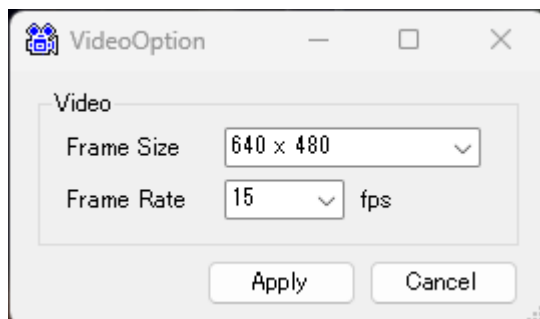 VideoOption
Video
Frame Size 640 x 480
Frame Rate 15 fps
Apply Cancel